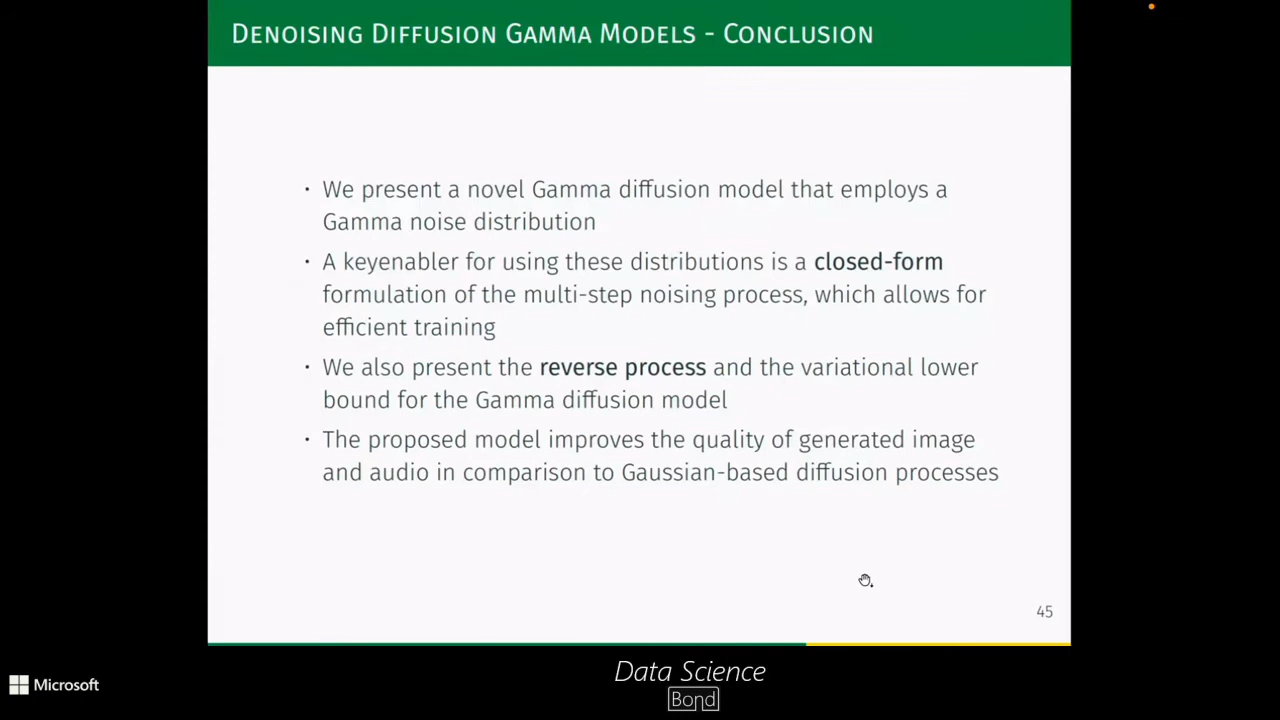 DENOISING DIFFUSION GAMMA MODELS - CONCLUSION
• We present a novel Gamma diffusion model that employs a
Gamma noise distribution
• A keyenabler for using these distributions is a closed-form
formulation of the multi-step noising process, which allows for
efficient training
• We also present the reverse process and the variational lower
bound for the Gamma diffusion model
• The proposed model improves the quality of generated image
and audio in comparison to Gaussian-based diffusion processes
45
Microsoft
Data Science
Bond